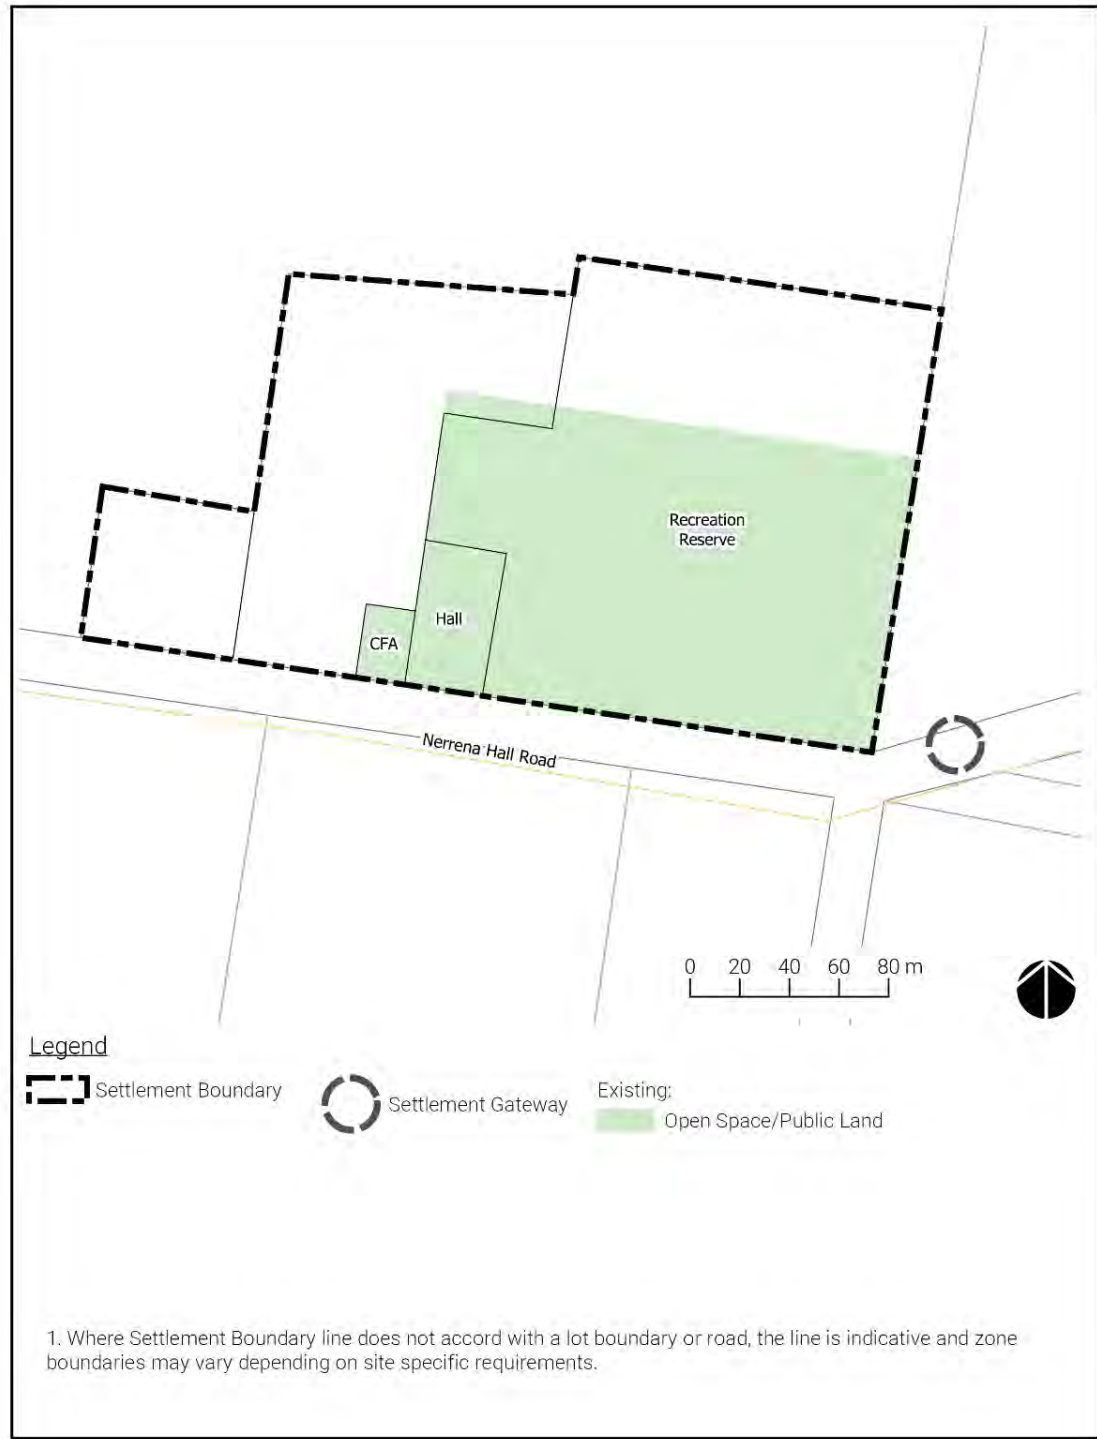 Recreation
Reserve
Hall
CFA
Nerrena Hall Road
0 20 40 60 80 m
Legend
Settlement Boundary
Settlement Gateway
Existing:
Open Space/Public Land
1. Where Settlement Boundary line does not accord with a lot boundary or road, the line is indicative and zone
boundaries may vary depending on site specific requirements.